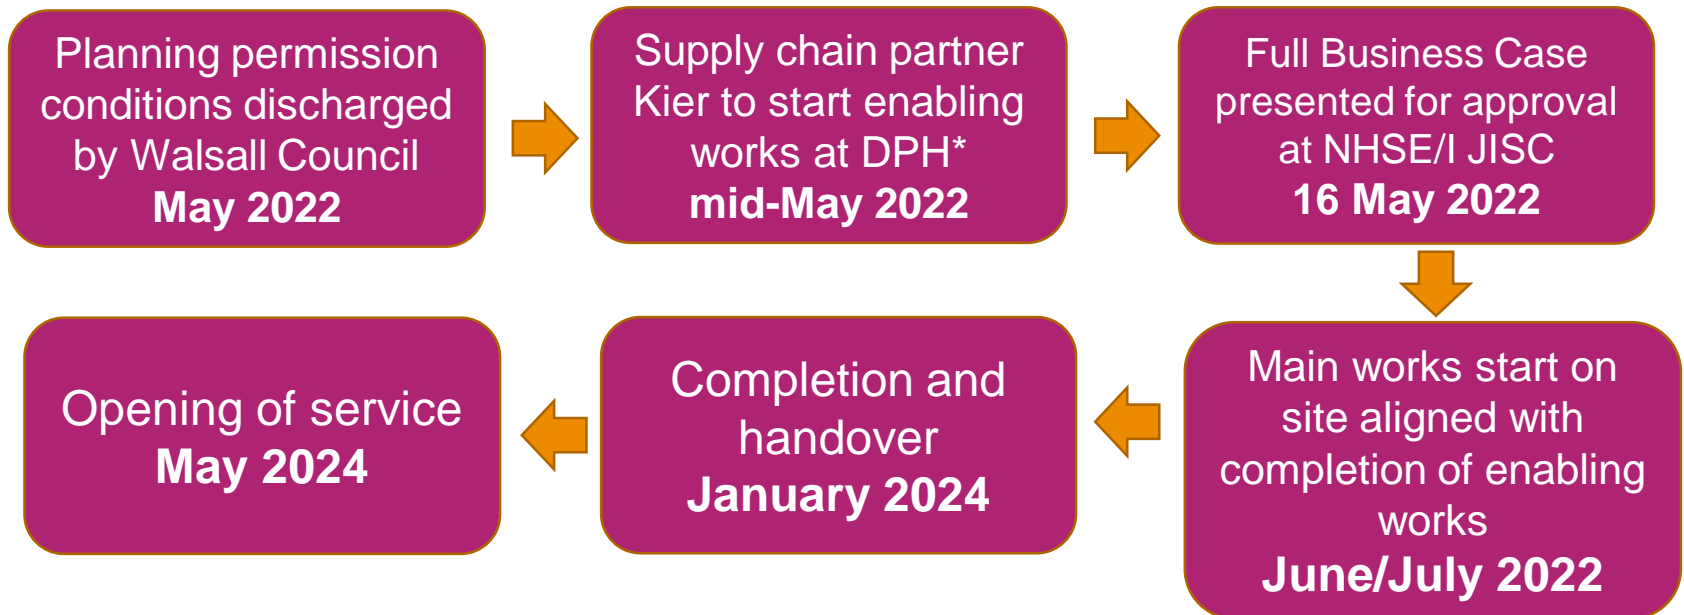 Planning permission
conditions discharged
by Walsall Council
May 2022
Supply chain partner
Kier to start enabling
works at DPH*
mid-May 2022
Full Business Case
presented for approval
at NHSE/I JISC
16 May 2022
Main works start on
site aligned with
completion of enabling
works
June/July 2022
Completion and
handover
January 2024
Opening of service
May 2024